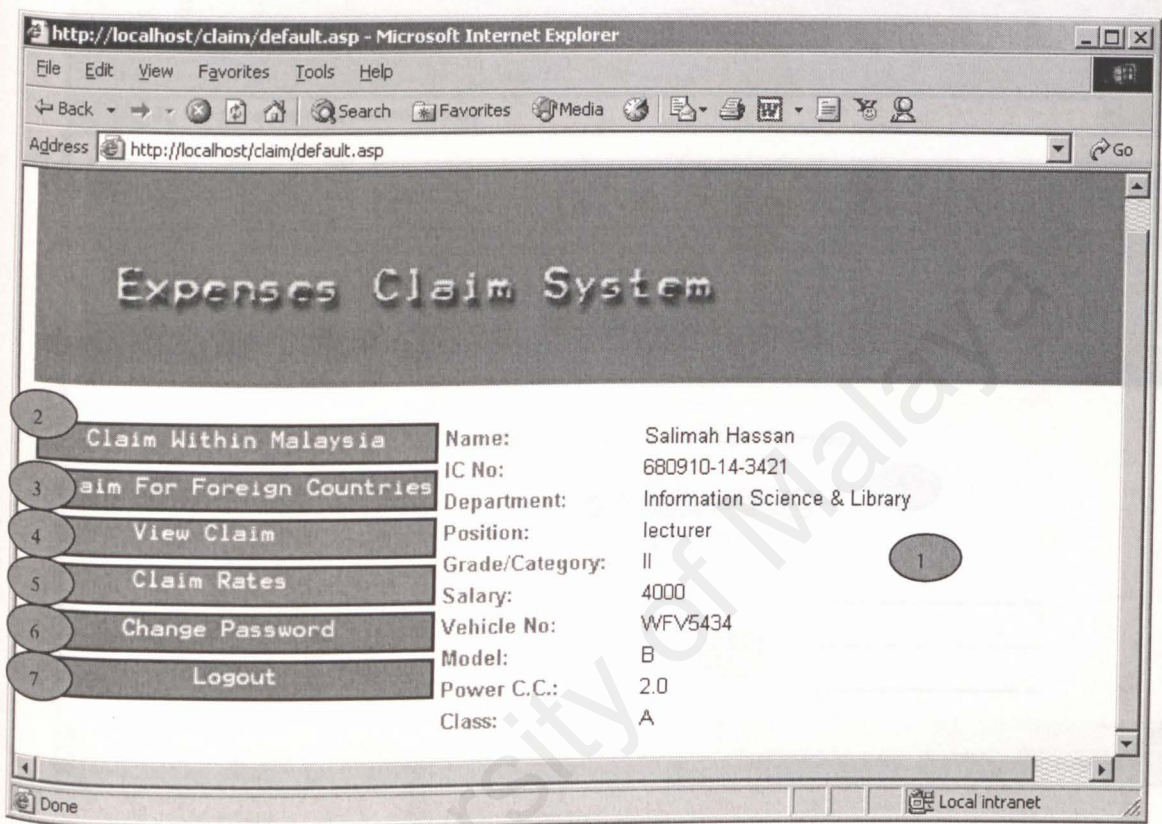 http://localhost/claim/default.asp - Microsoft Internet Explorer
File Edit View Favorites Tools Help
Back Search Favorites Media
Address http://localhost/claim/default.asp Go
Expenses Claim System
2 Claim Within Malaysia
3 aim For Foreign Countries
4 View Claim
5 Claim Rates
6 Change Password
7 Logout
Name: Salimah Hassan
IC No: 680910-14-3421
Department: Information Science & Library
Position: lecturer
Grade/Category: II
Salary: 4000
Vehicle No: WFV5434
Model: B
Power C.C.: 2.0
Class: A
1
Done Local intranet
rsity of Malaya